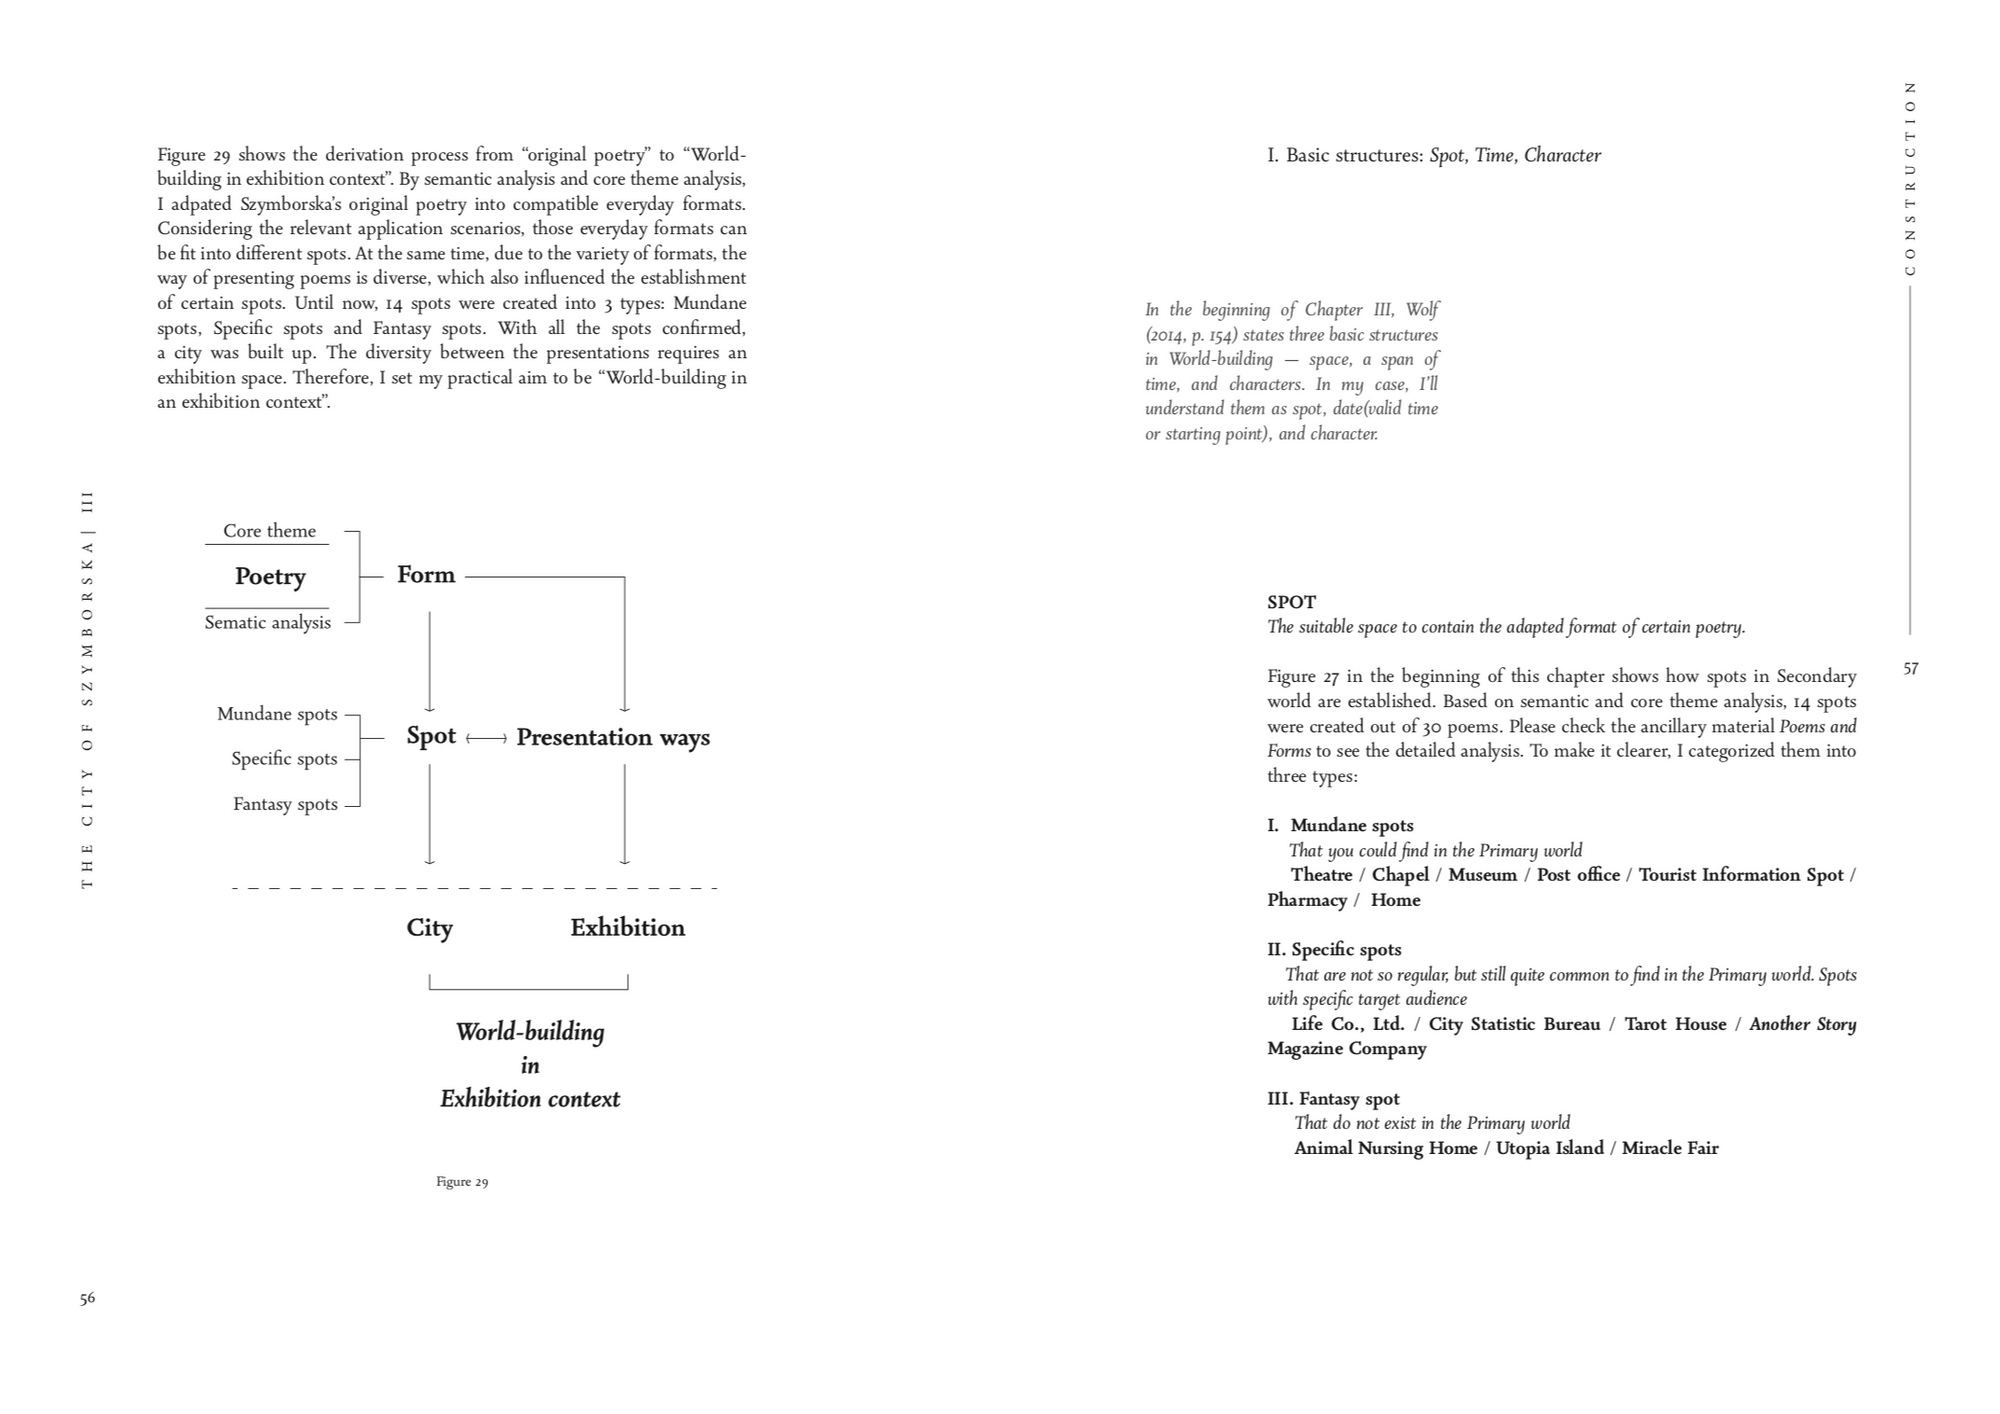 Figure 29 shows the derivation process from “original poetry” to “World-
building in exhibition context”. By semantic analysis and core theme analysis,
I adpated Szymborska’s original poetry into compatible everyday formats.
Considering the relevant application scenarios, those everyday formats can
be fit into different spots. At the same time, due to the variety of formats, the
way of presenting poems is diverse, which also influenced the establishment
of certain spots. Until now, 14 spots were created into 3 types: Mundane
spots, Specific spots and Fantasy spots. With all the spots confirmed,
a city was built up. The diversity between the presentations requires an
exhibition space. Therefore, I set my practical aim to be “World-building in
an exhibition context”.
THE CITY OF SZYMBORSKA| III
Core theme
Poetry
Sematic analysis
Form
Mundane spots
Specific spots
Fantasy spots
Spot
Presentation ways
City
Exhibition
World-building
in
Exhibition context
Figure 29
56
CONSTRUCTION
57
I. Basic structures: Spot, Time, Character
In the beginning of Chapter III, Wolf
(2014, p. 154) states three basic structures
in World-building — space, a span of
time, and characters. In my case, I’ll
understand them as spot, date(valid time
or starting point), and character.
SPOT
The suitable space to contain the adapted format of certain poetry.
Figure 27 in the beginning of this chapter shows how spots in Secondary
world are established. Based on semantic and core theme analysis, 14 spots
were created out of 30 poems. Please check the ancillary material Poems and
Forms to see the detailed analysis. To make it clearer, I categorized them into
three types:
I. Mundane spots
That you could find in the Primary world
Theatre / Chapel / Museum / Post office / Tourist Information Spot /
Pharmacy / Home
II. Specific spots
That are not so regular, but still quite common to find in the Primary world. Spots
with specific target audience
Life Co., Ltd. / City Statistic Bureau / Tarot House / Another Story
Magazine Company
III. Fantasy spot
That do not exist in the Primary world
Animal Nursing Home / Utopia Island / Miracle Fair